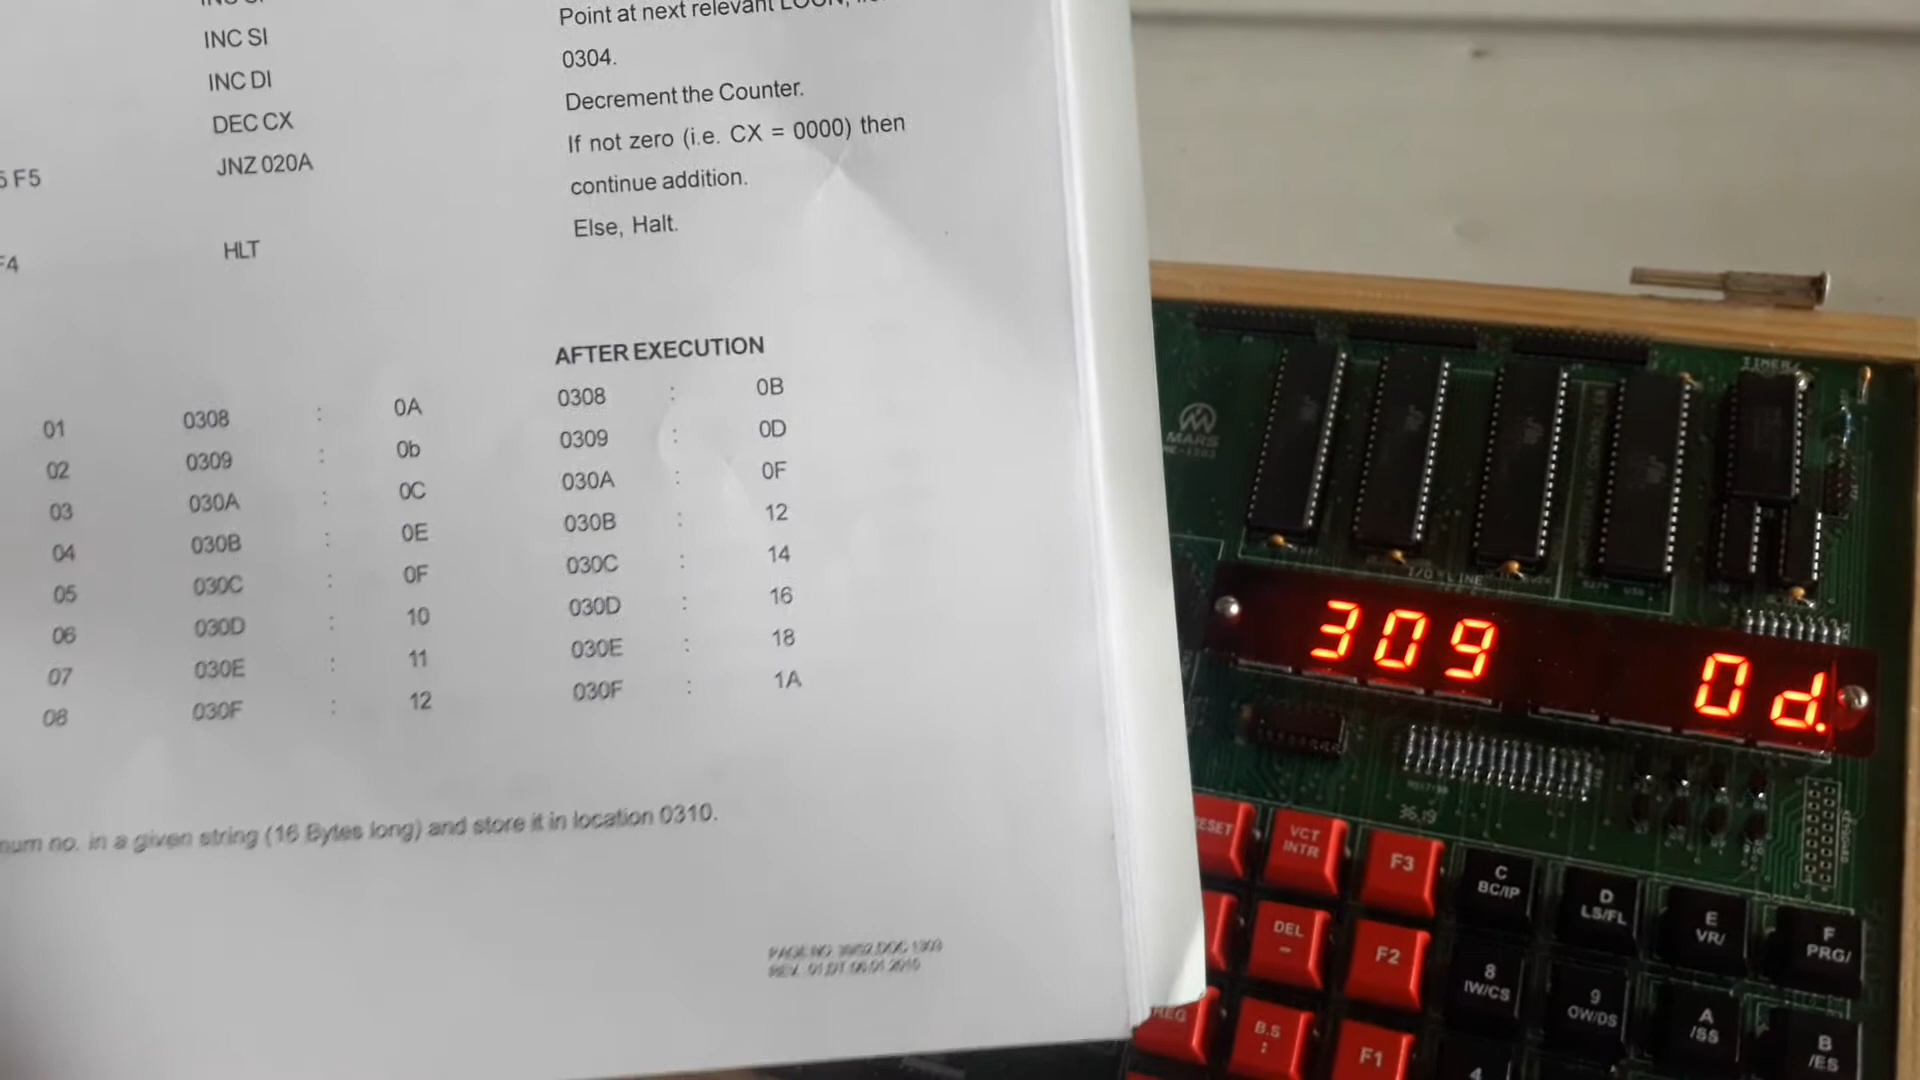 INC SI
INC DI
DEC CX
F5 JNZ 020A
F4 HLT
Point at next relevant
0304.
Decrement the Counter.
If not zero (i.e. CX = 0000) then
continue addition.
Else, Halt.
AFTER EXECUTION
01 0308 : 0A 0308 : 0B
02 0309 : 0b 0309 : 0D
03 030A : 0C 030A : 0F
04 030B : 0E 030B : 12
05 030C : 0F 030C : 14
06 030D : 10 030D : 16
07 030E : 11 030E : 18
08 030F : 12 030F : 1A
no. in a given string (16 Bytes long) and store it in location 0310.
MARS
TIMER
I/O LINE
309 0d.
36,19
VCT
INTR
F3
C
BC/IP
D
LS/FL
E
VR/
F
PRG/
DEL
-
F2
8
IW/CS
9
OW/DS
A
/SS
B
/ES
REG
B.S
:
F1
4